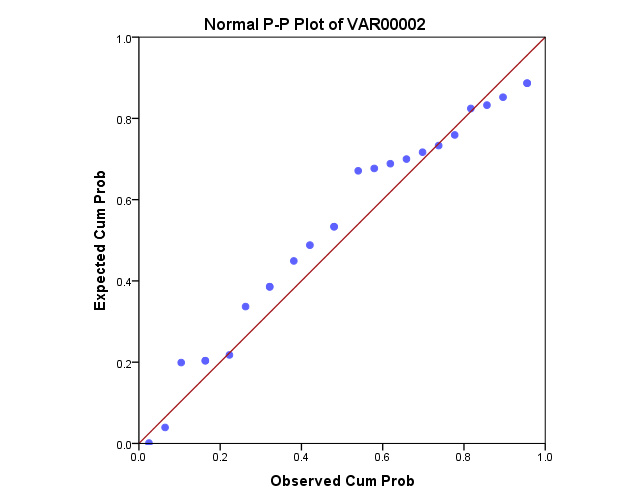 Normal P-P Plot of VAR00002
Expected Cum Prob
1.0
0.8
0.6
0.4
0.2
0.0
0.0 0.2 0.4 0.6 0.8 1.0
Observed Cum Prob